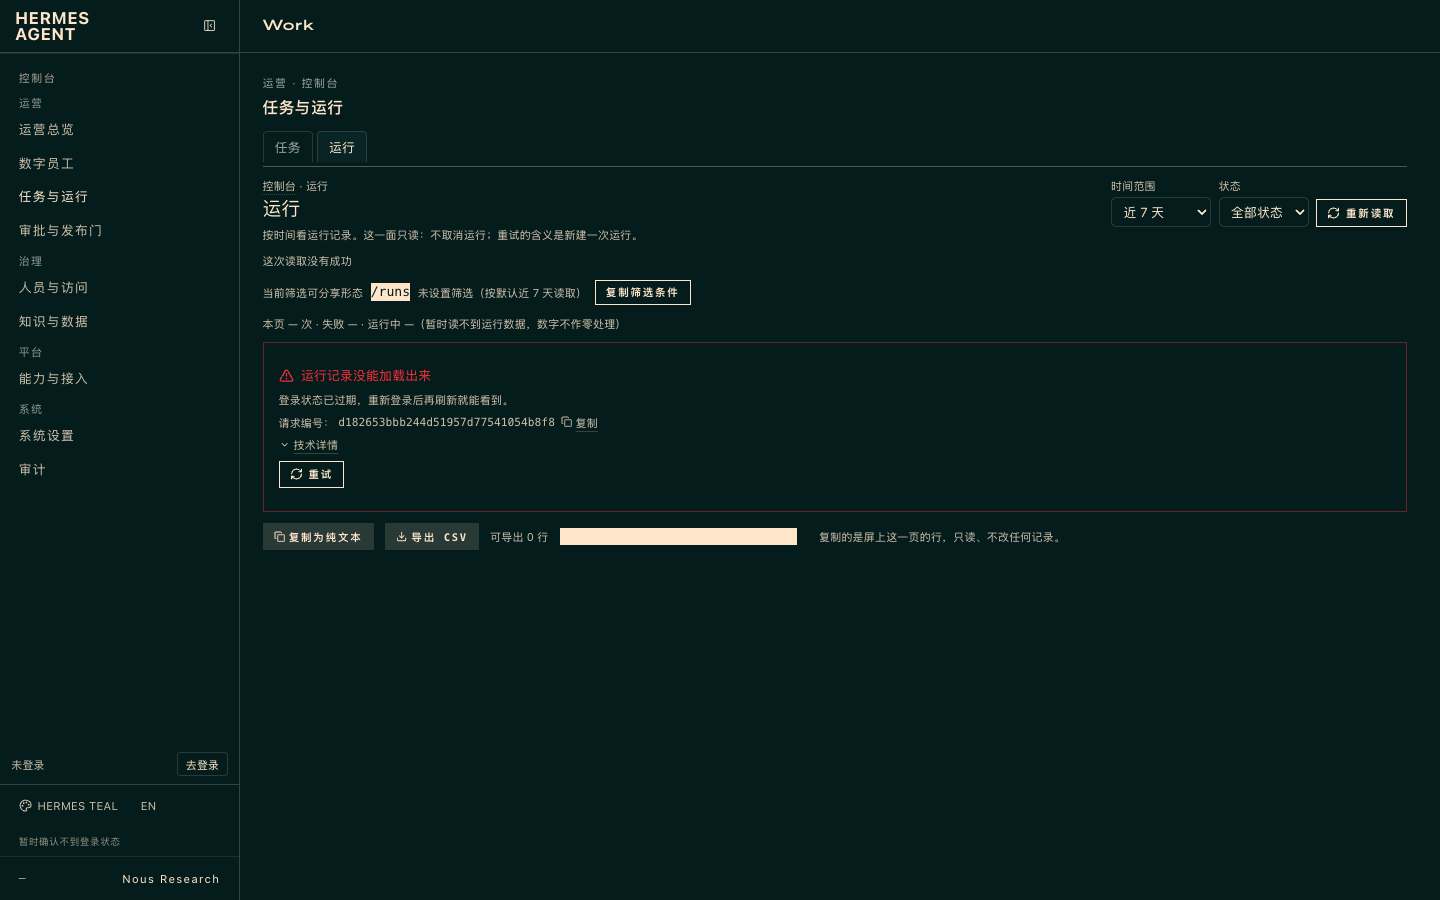 HERMES
AGENT
Work
控制台
运营
运营总览
数字员工
任务与运行
审批与发布门
治理
人员与访问
知识与数据
平台
能力与接入
系统
系统设置
审计
未登录
去登录
HERMES TEAL
EN
暂时确认不到登录状态
—
Nous Research
运营 · 控制台
任务与运行
任务
运行
控制台 · 运行
运行
按时间看运行记录。这一面只读：不取消运行；重试的含义是新建一次运行。
时间范围
近 7 天
状态
全部状态
重新读取
这次读取没有成功
当前筛选可分享形态 /runs 未设置筛选（按默认近 7 天读取） 复制筛选条件
本页 — 次 · 失败 — · 运行中 —（暂时读不到运行数据，数字不作零处理）
运行记录没能加载出来
登录状态已过期，重新登录后再刷新就能看到。
请求编号： d182653bbb244d51957d77541054b8f8 复制
技术详情
重试
复制为纯文本 导出 CSV 可导出 0 行 复制的是屏上这一页的行，只读、不改任何记录。